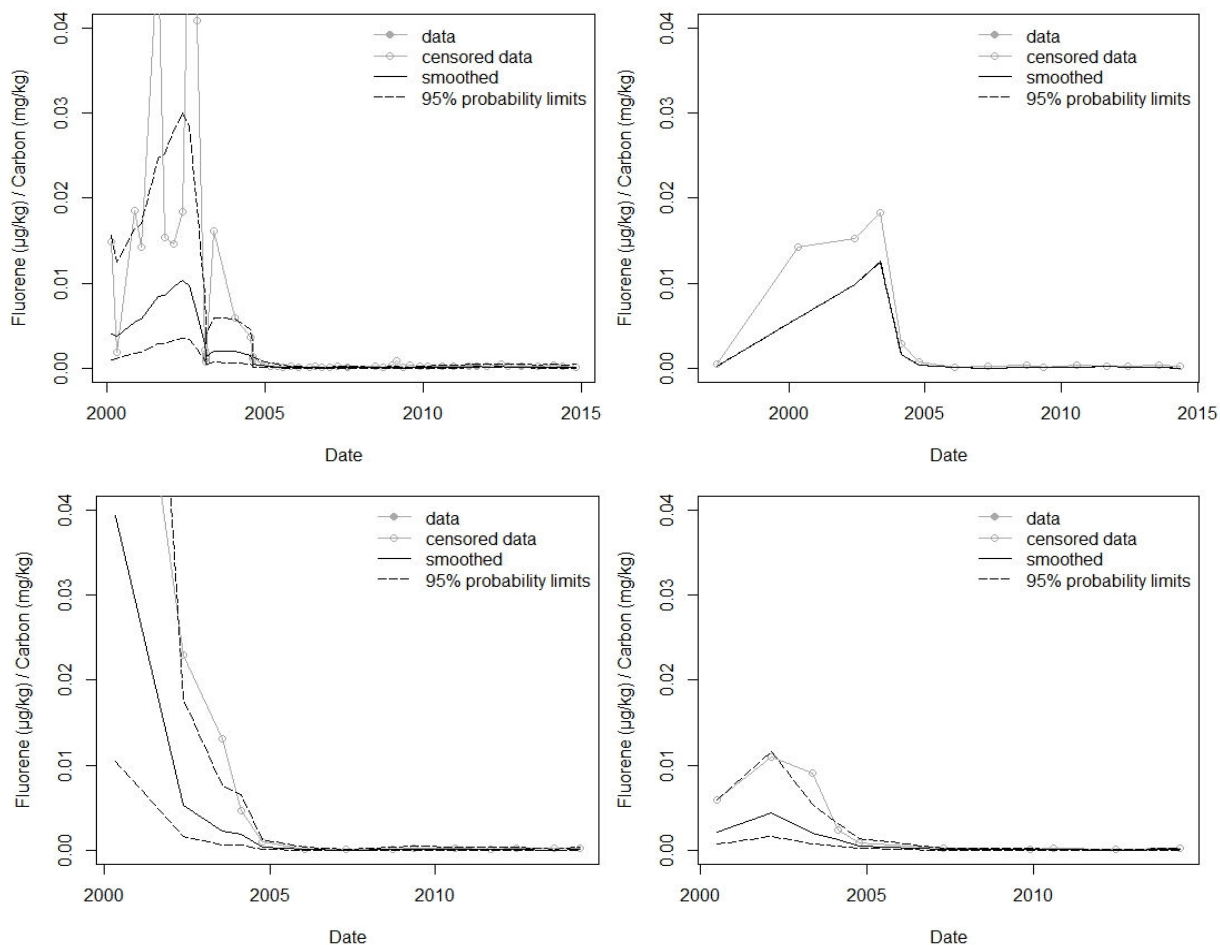 Fluorene (µg/kg) / Carbon (mg/kg)
0.04
0.03
0.02
0.01
0.00
data
censored data
smoothed
95% probability limits
2000 2005 2010 2015
Date
Fluorene (µg/kg) / Carbon (mg/kg)
0.04
0.03
0.02
0.01
0.00
data
censored data
smoothed
95% probability limits
2000 2005 2010 2015
Date
Fluorene (µg/kg) / Carbon (mg/kg)
0.04
0.03
0.02
0.01
0.00
data
censored data
smoothed
95% probability limits
2000 2005 2010
Date
Fluorene (µg/kg) / Carbon (mg/kg)
0.04
0.03
0.02
0.01
0.00
data
censored data
smoothed
95% probability limits
2000 2005 2010
Date